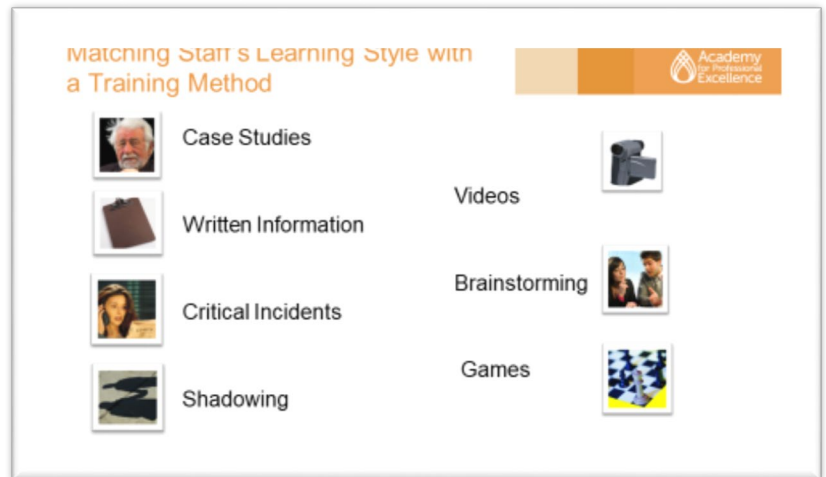 Matching Staff's Learning Style with
a Training Method
Academy
for Professional
Excellence
Case Studies
Written Information
Critical Incidents
Shadowing
Videos
Brainstorming
Games